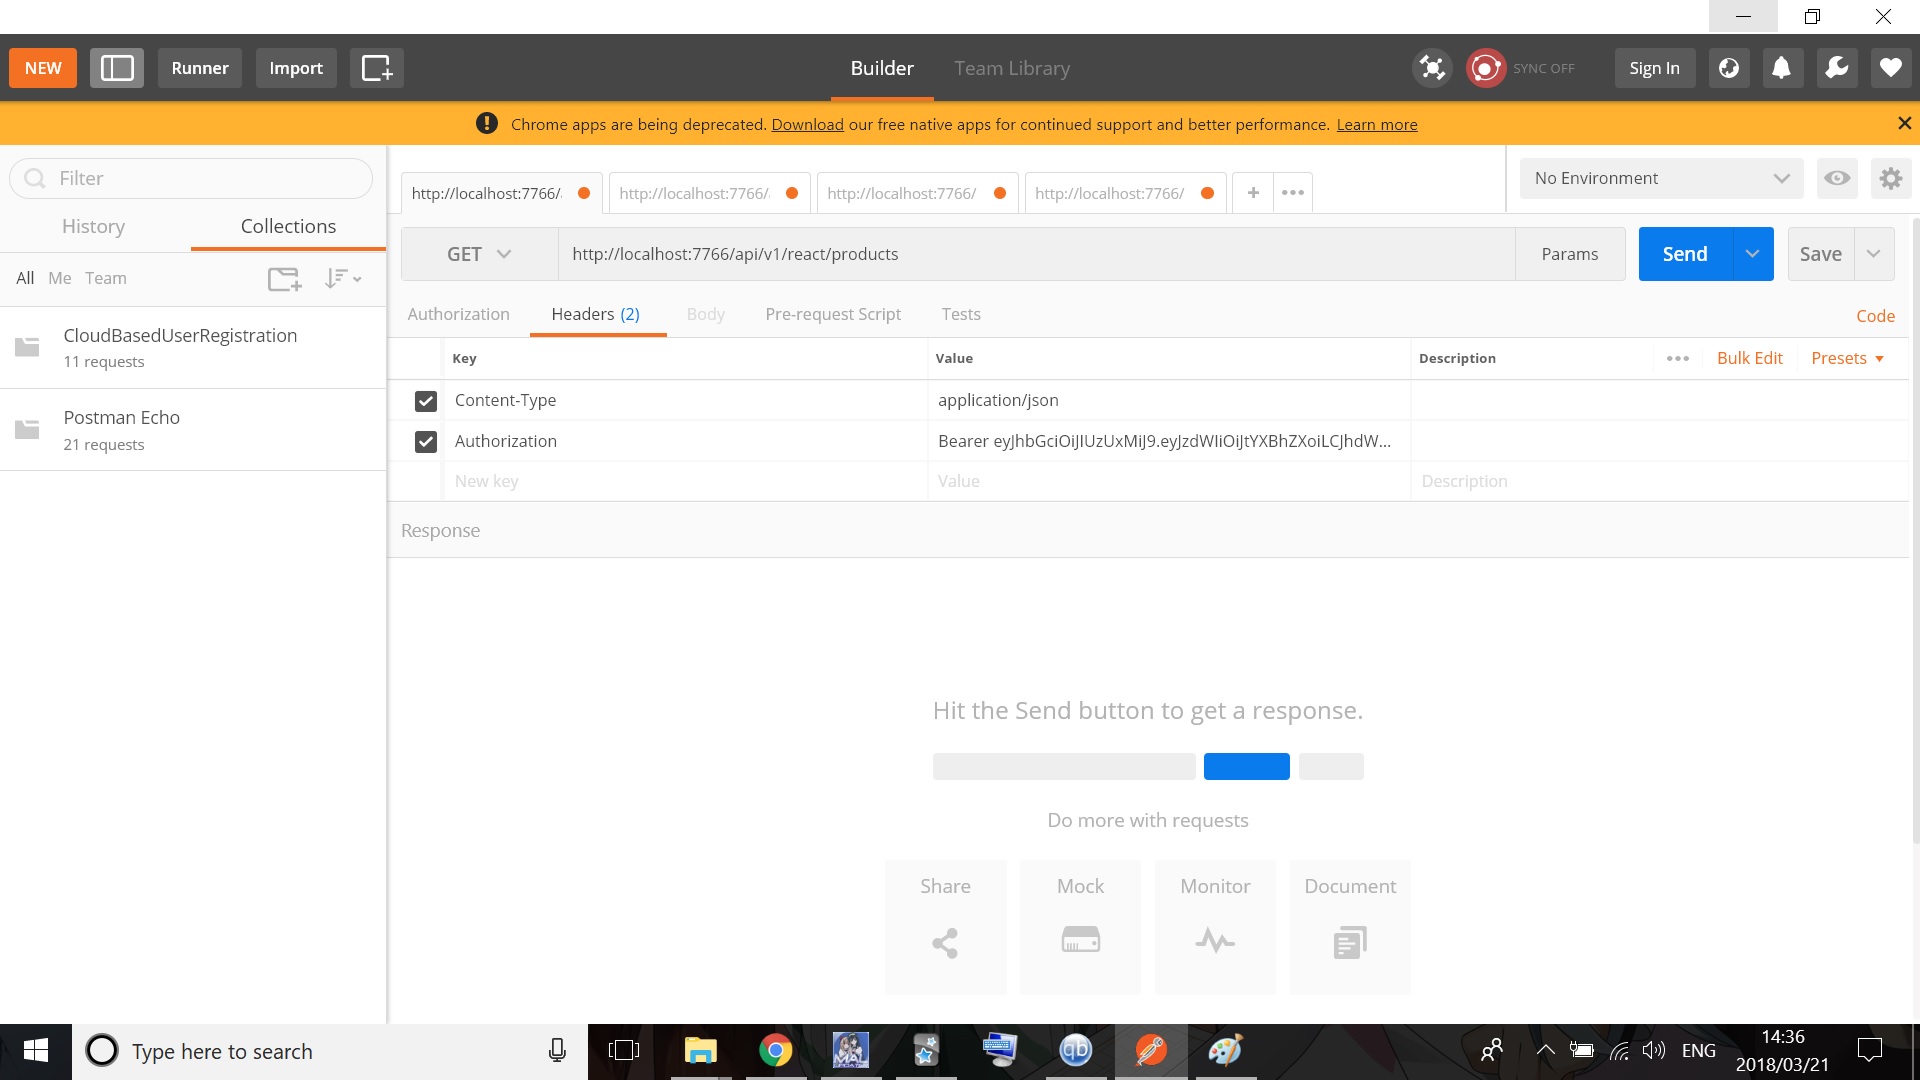 NEW Runner Import Builder Team Library SYNC OFF Sign In
Chrome apps are being deprecated. Download our free native apps for continued support and better performance. Learn more
Filter
History Collections
All Me Team
CloudBasedUserRegistration
11 requests
Postman Echo
21 requests
http://localhost:7766/ http://localhost:7766/ http://localhost:7766/ http://localhost:7766/
No Environment
GET http://localhost:7766/api/v1/react/products Params Send Save
Authorization Headers (2) Body Pre-request Script Tests Code
Key Value Description Bulk Edit Presets
Content-Type application/json
Authorization Bearer eyJhbGciOiJIUzUxMiJ9.eyJzdWIiOiJtYXBhZXoiLCJhdW...
New key Value Description
Response
Hit the Send button to get a response.
Do more with requests
Share Mock Monitor Document
Type here to search
qb
ENG
14:36
2018/03/21